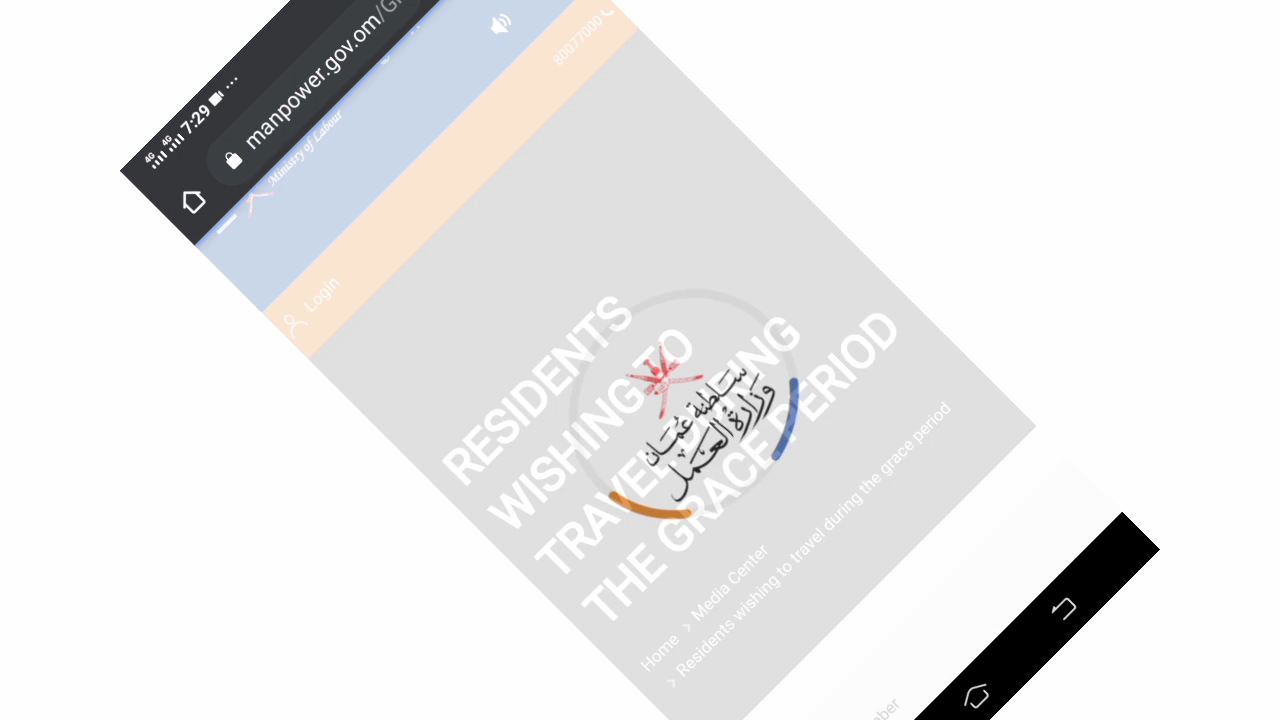 4G 4G 7:29 ...
manpower.gov.om/G
Ministry of Labour
80077000
Login
RESIDENTS
WISHING TO
TRAVEL DURING
THE GRACE PERIOD
سلطنة عُمان
وزارة العمل
Home > Media Center
> Residents wishing to travel during the grace period